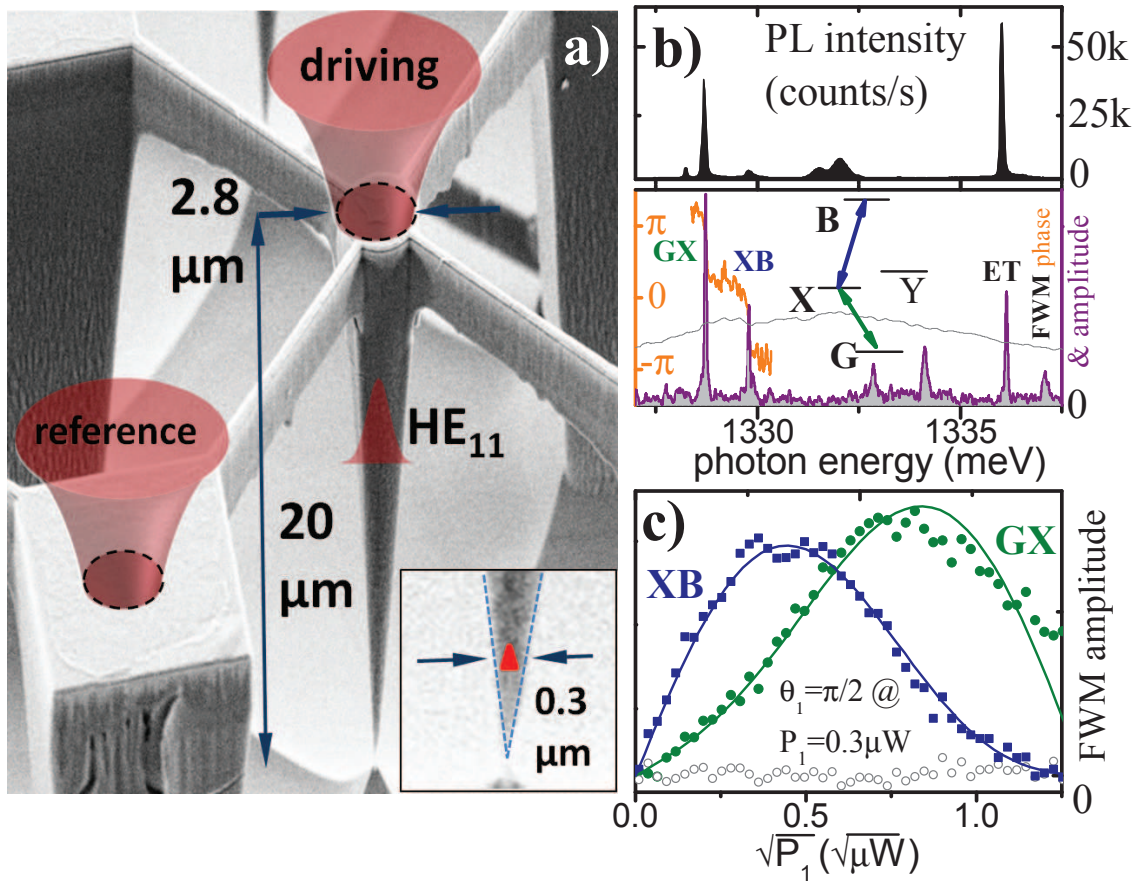 a)
driving
2.8
μm
reference
HE11
20
μm
0.3
μm
b)
PL intensity
(counts/s)
50k
25k
0
π
0
-π
GX
XB
B
X
Y
G
ET
FWM phase
& amplitude
0
1330
1335
photon energy (meV)
c)
XB
GX
θ1=π/2 @
P1=0.3μW
FWM amplitude
0
0.0
0.5
1.0
√P1(√μW)